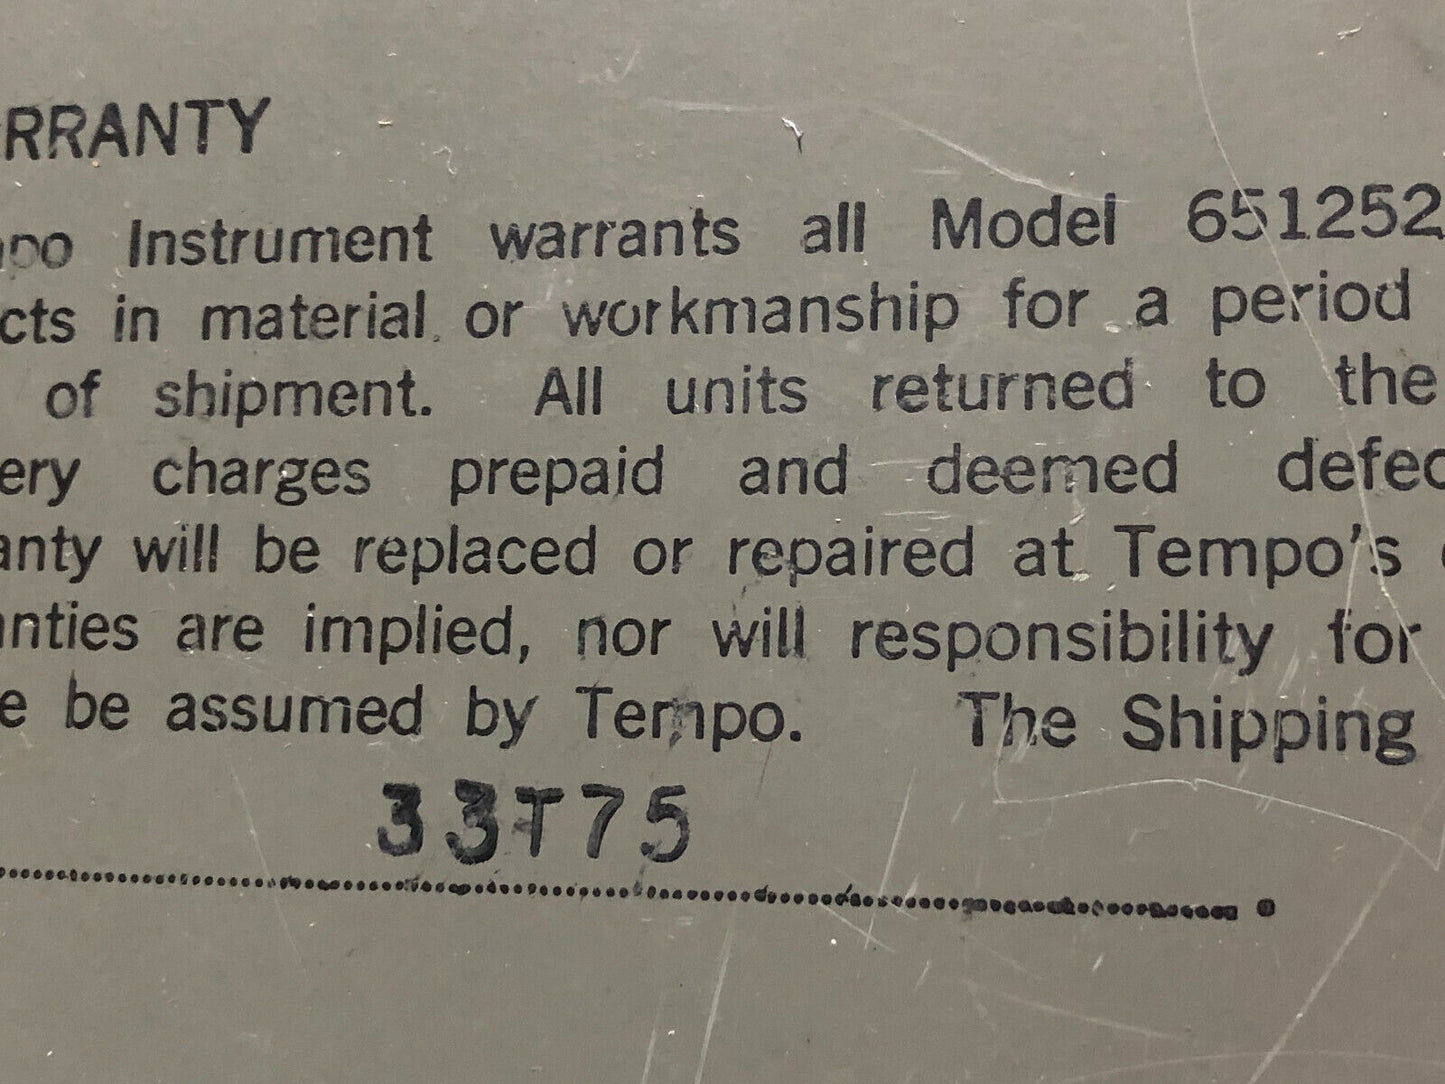 RRANTY
po Instrument warrants all Model 651252
cts in material or workmanship for a period
of shipment. All units returned to the
ery charges prepaid and deemed defec
anty will be replaced or repaired at Tempo's
nties are implied, nor will responsibility for
e be assumed by Tempo. The Shipping
33T75